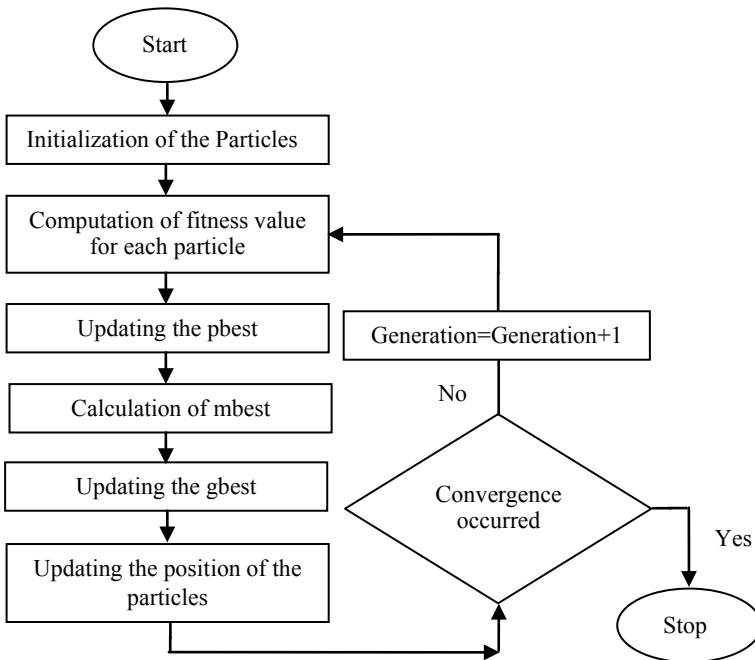 Start
Initialization of the Particles
Computation of fitness value
for each particle
Updating the pbest
Calculation of mbest
Updating the gbest
Updating the position of the
particles
Generation=Generation+1
No
Convergence
occurred
Yes
Stop